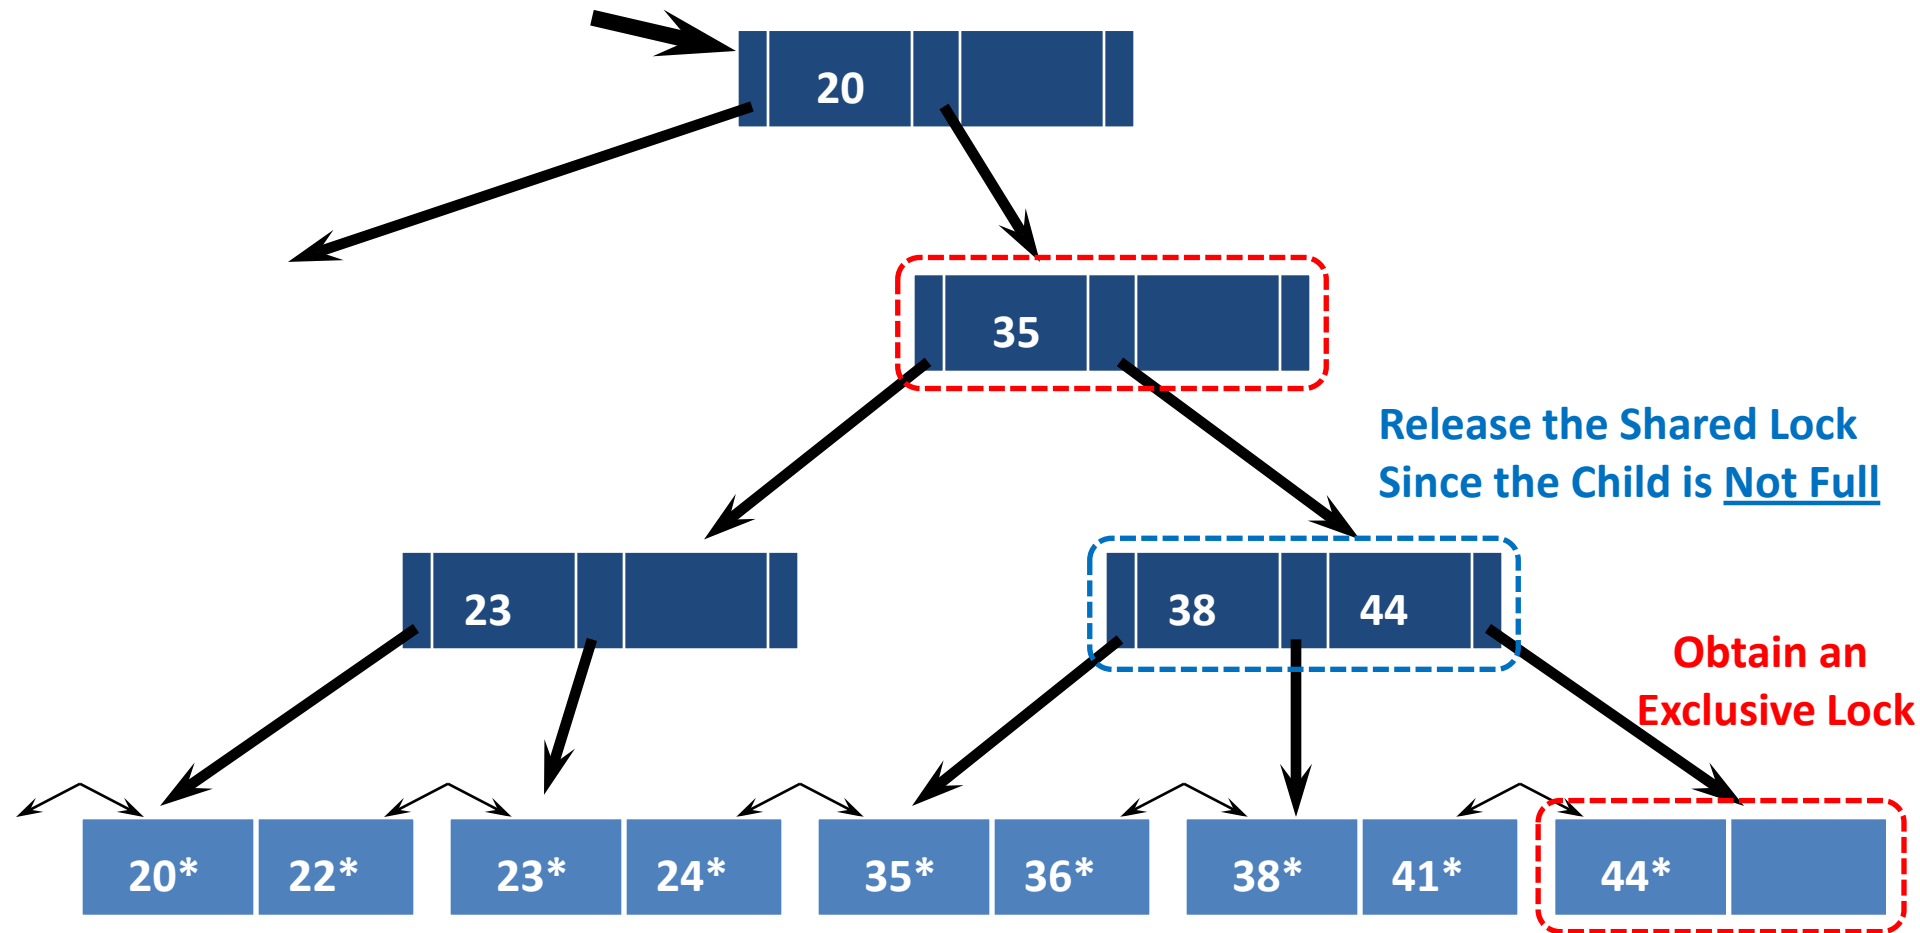 20
35
Release the Shared Lock
Since the Child is Not Full
23
38 44
Obtain an
Exclusive Lock
20* 22* 23* 24* 35* 36* 38* 41* 44*